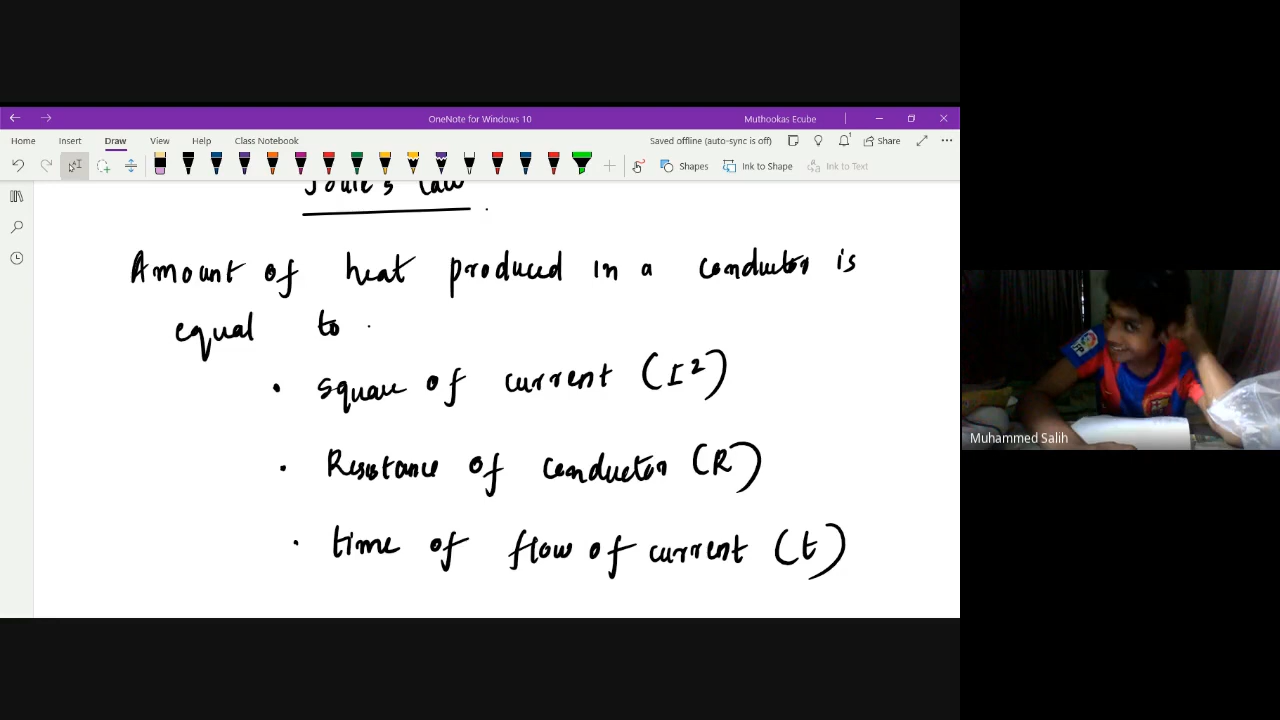 OneNote for Windows 10
Muthookas Ecube
Home Insert Draw View Help Class Notebook
Saved offline (auto-sync is off) Share
Shapes Ink to Shape Ink to Text
Joule's law
Amount of heat produced in a conductor is
equal to
• square of current (I²)
• Resistance of conductor (R)
• time of flow of current (t)
Muhammed Salih